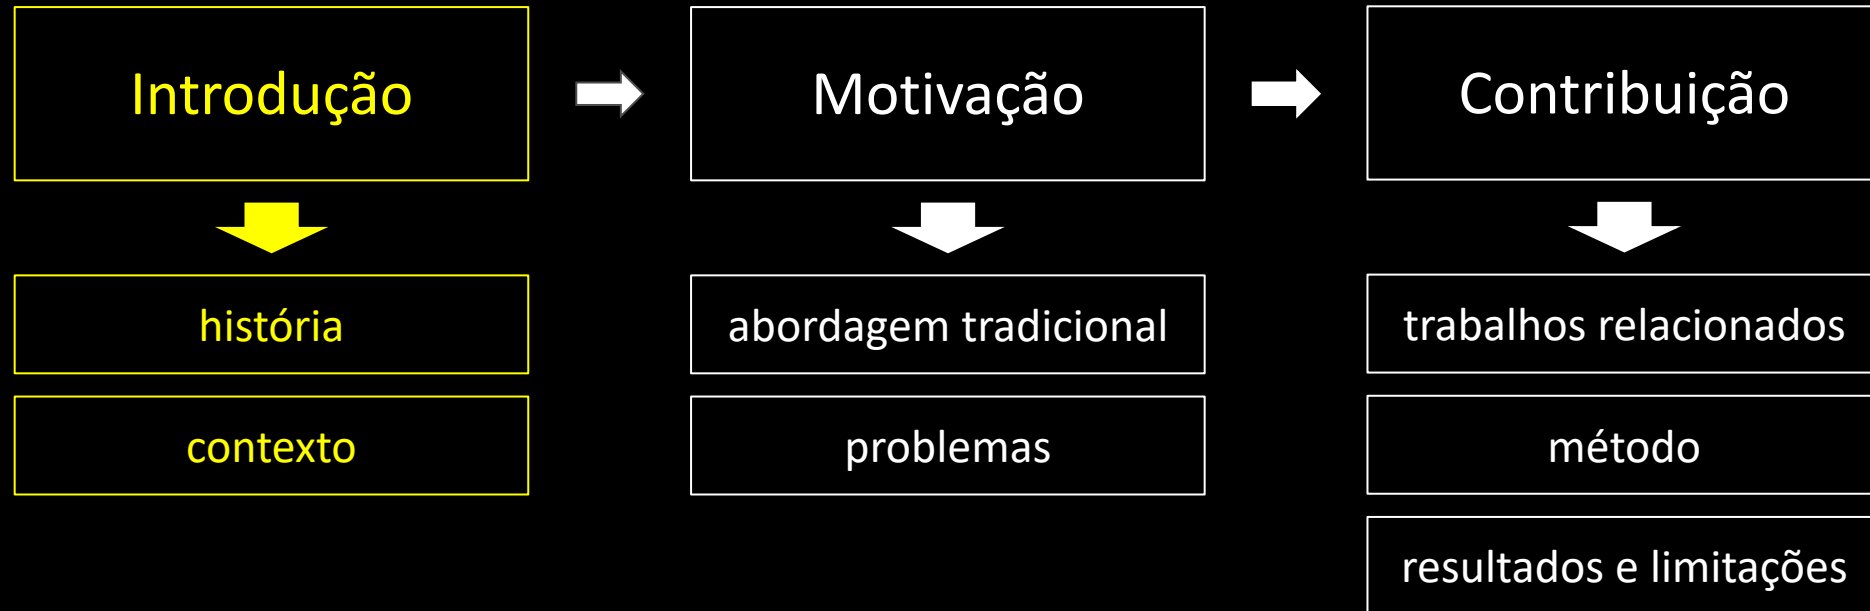 Introdução
Motivação
Contribuição
história
abordagem tradicional
trabalhos relacionados
contexto
problemas
método
resultados e limitações